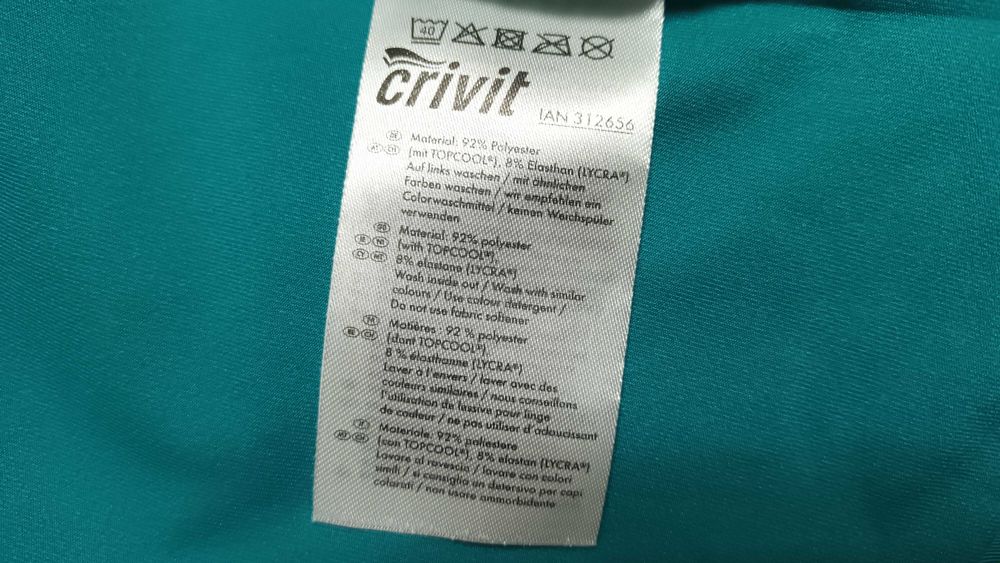 40
crivit
IAN 312656
DE Material: 92% Polyester
AT CH (mit TOPCOOL®), 8% Elasthan (LYCRA®)
Auf links waschen / mit ähnlichen
Farben waschen / wir empfehlen ein
Colorwaschmittel / keinen Weichspüler
verwenden
Material: 92% polyester
(with TOPCOOL®),
8% elastane (LYCRA®)
Wash inside out / Wash with similar
colours / Use colour detergent /
Do not use fabric softener
Matières : 92 % polyester
(dont TOPCOOL®)
8 % élasthanne (LYCRA®)
Laver à l'envers / laver avec des
couleurs similaires / nous conseillons
l'utilisation de lessive pour linge
de couleur / ne pas utiliser d'adoucissant
Materiale: 92% poliestere
(con TOPCOOL®), 8% elastan (LYCRA®)
Lavare al rovescio / lavare con colori
simili / si consiglia un detersivo per capi
colorati / non usare ammorbidente